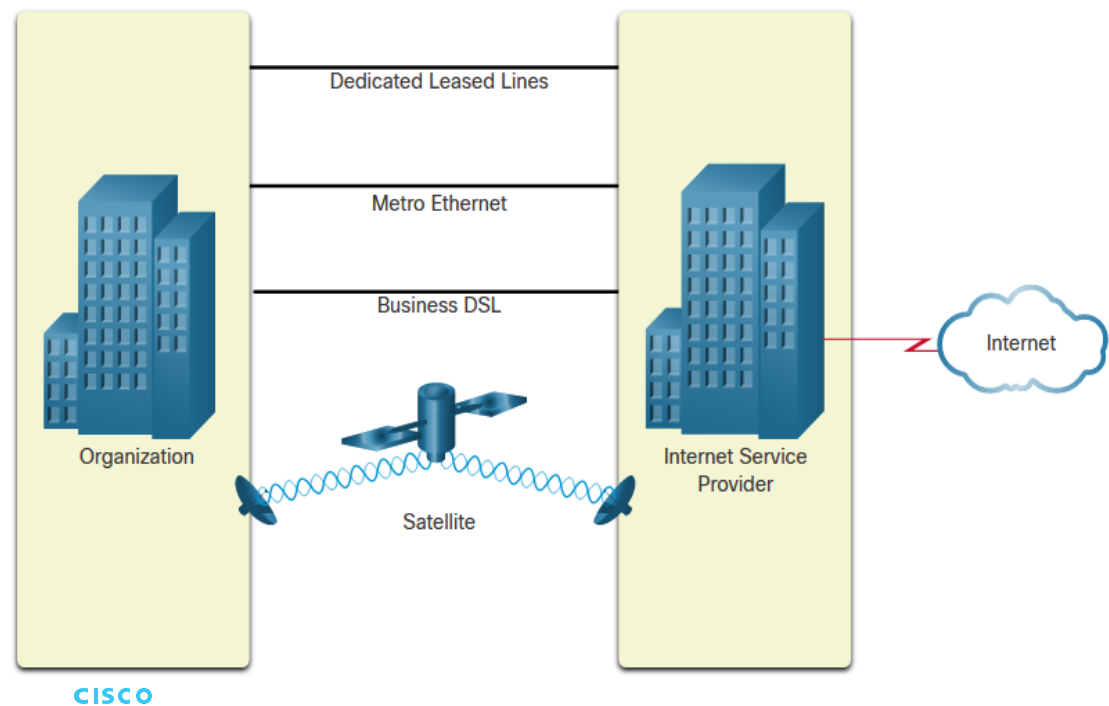 Dedicated Leased Lines
Metro Ethernet
Business DSL
Internet
Organization
Internet Service
Provider
Satellite
CISCO